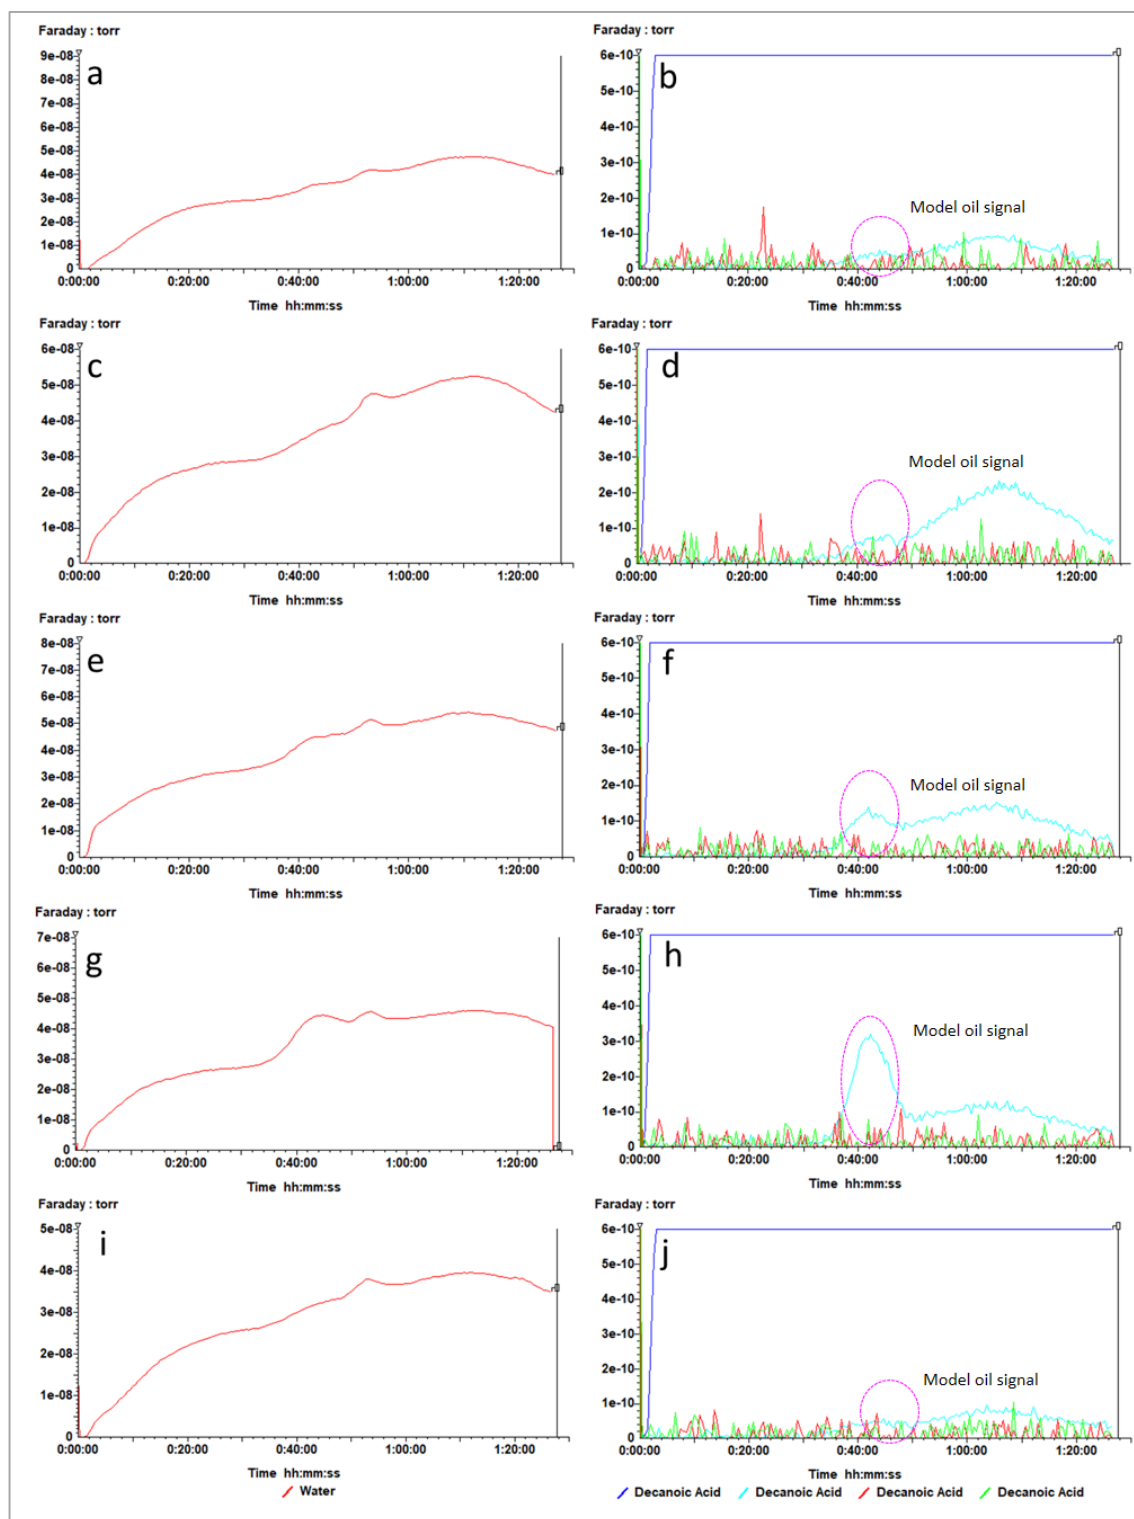 Faraday : torr
9e-08
a
8e-08
7e-08
6e-08
5e-08
4e-08
3e-08
2e-08
1e-08
0
0:00:00 0:20:00 0:40:00 1:00:00 1:20:00
Time hh:mm:ss
Faraday : torr
6e-10
b
5e-10
4e-10
3e-10
2e-10
Model oil signal
1e-10
0
0:00:00 0:20:00 0:40:00 1:00:00 1:20:00
Time hh:mm:ss
Faraday : torr
6e-08
c
5e-08
4e-08
3e-08
2e-08
1e-08
0
0:00:00 0:20:00 0:40:00 1:00:00 1:20:00
Time hh:mm:ss
Faraday : torr
6e-10
d
5e-10
4e-10
3e-10
Model oil signal
2e-10
1e-10
0
0:00:00 0:20:00 0:40:00 1:00:00 1:20:00
Time hh:mm:ss
Faraday : torr
8e-08
e
7e-08
6e-08
5e-08
4e-08
3e-08
2e-08
1e-08
0
0:00:00 0:20:00 0:40:00 1:00:00 1:20:00
Time hh:mm:ss
Faraday : torr
6e-10
f
5e-10
4e-10
3e-10
2e-10
Model oil signal
1e-10
0
0:00:00 0:20:00 0:40:00 1:00:00 1:20:00
Time hh:mm:ss
Faraday : torr
7e-08
g
6e-08
5e-08
4e-08
3e-08
2e-08
1e-08
0
0:00:00 0:20:00 0:40:00 1:00:00 1:20:00
Time hh:mm:ss
Faraday : torr
6e-10
h
5e-10
4e-10
Model oil signal
3e-10
2e-10
1e-10
0
0:00:00 0:20:00 0:40:00 1:00:00 1:20:00
Time hh:mm:ss
Faraday : torr
5e-08
i
4e-08
3e-08
2e-08
1e-08
0
0:00:00 0:20:00 0:40:00 1:00:00 1:20:00
Time hh:mm:ss
Water
Faraday : torr
6e-10
j
5e-10
4e-10
3e-10
2e-10
Model oil signal
1e-10
0
0:00:00 0:20:00 0:40:00 1:00:00 1:20:00
Time hh:mm:ss
Decanoic Acid Decanoic Acid Decanoic Acid Decanoic Acid